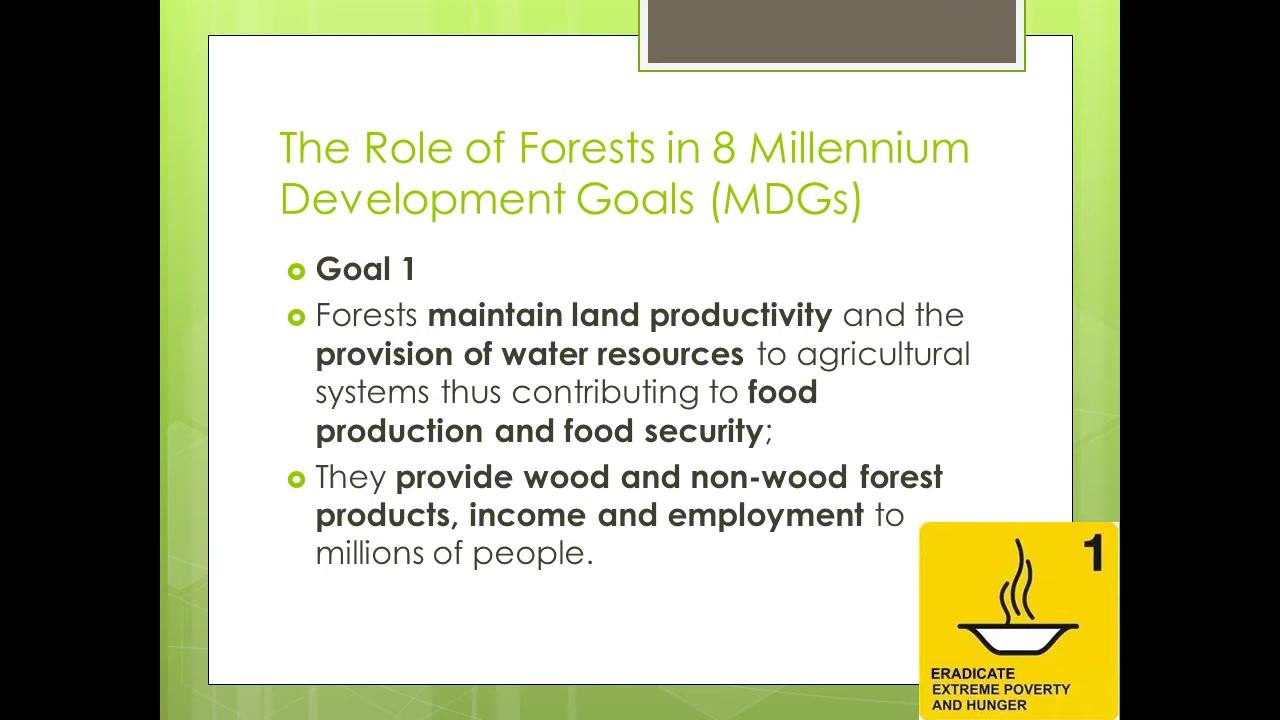 The Role of Forests in 8 Millennium
Development Goals (MDGs)
Goal 1
Forests maintain land productivity and the
provision of water resources to agricultural
systems thus contributing to food
production and food security;
They provide wood and non-wood forest
products, income and employment to
millions of people.
1
ERADICATE
EXTREME POVERTY
AND HUNGER